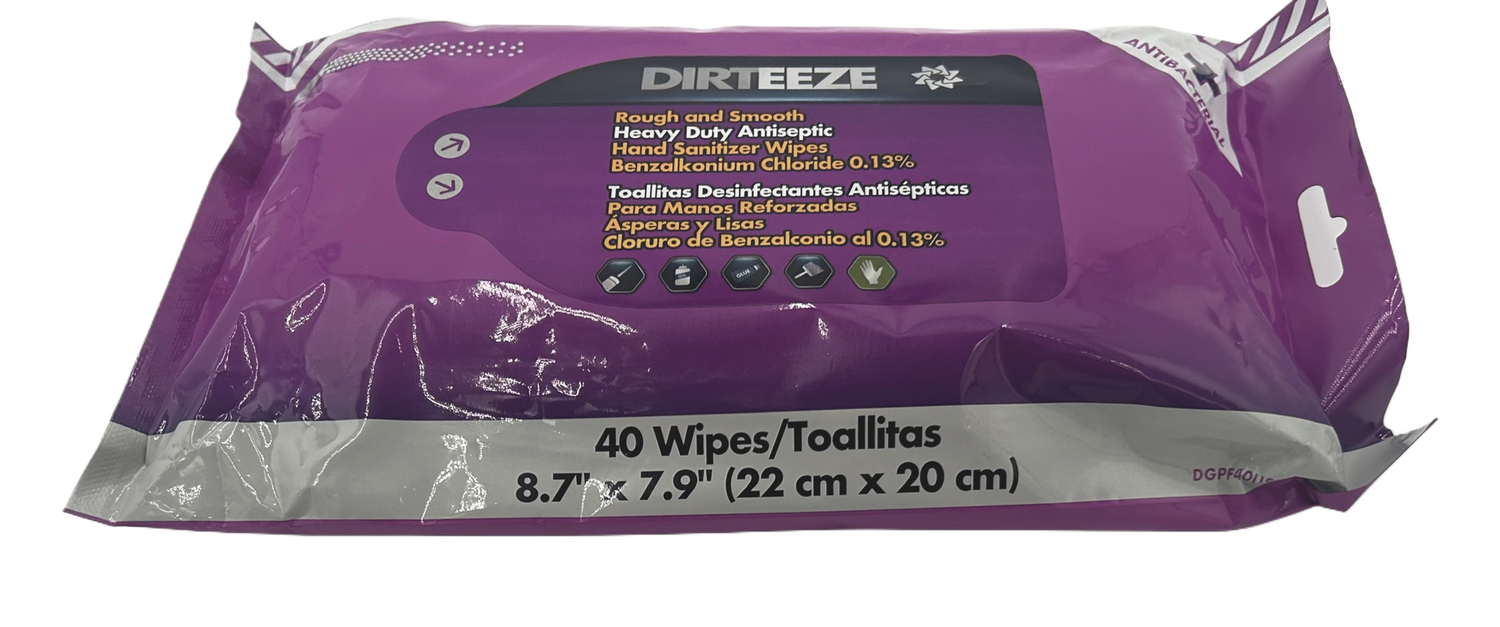 DIRTEEZE
ANTIBACTERIAL
Rough and Smooth
Heavy Duty Antiseptic
Hand Sanitizer Wipes
Benzalkonium Chloride 0.13%
Toallitas Desinfectantes Antisépticas
Para Manos Reforzadas
Ásperas y Lisas
Cloruro de Benzalconio al 0.13%
GLUE
40 Wipes/Toallitas
8.7" x 7.9" (22 cm x 20 cm)